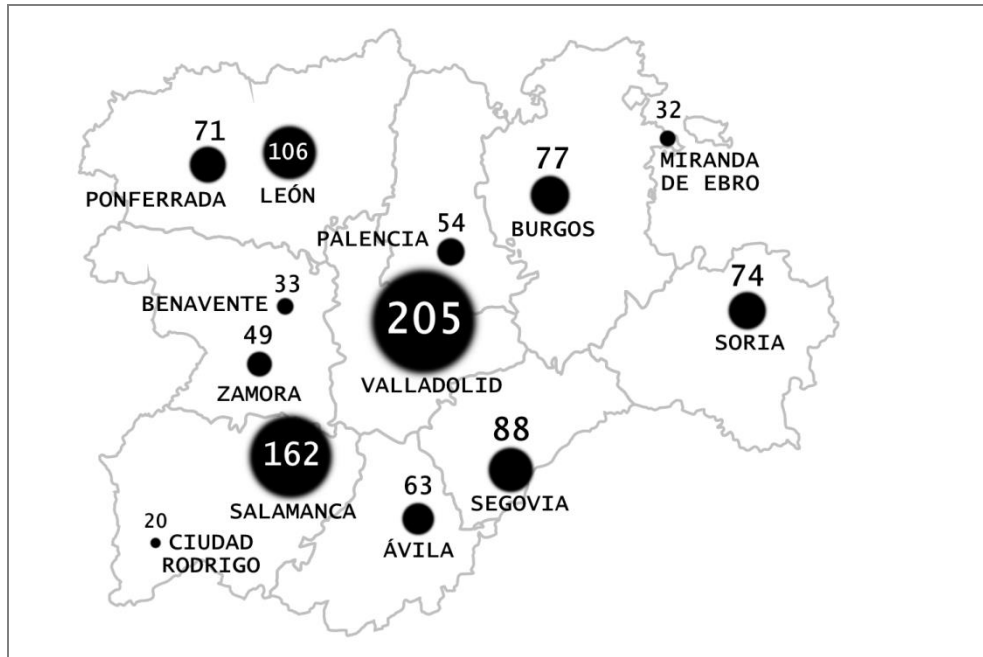 32
MIRANDA
DE EBRO
71
PONFERRADA
106
LEÓN
77
BURGOS
54
PALENCIA
74
SORIA
33
BENAVENTE
205
VALLADOLID
49
ZAMORA
88
SEGOVIA
162
SALAMANCA
63
ÁVILA
20
CIUDAD
RODRIGO